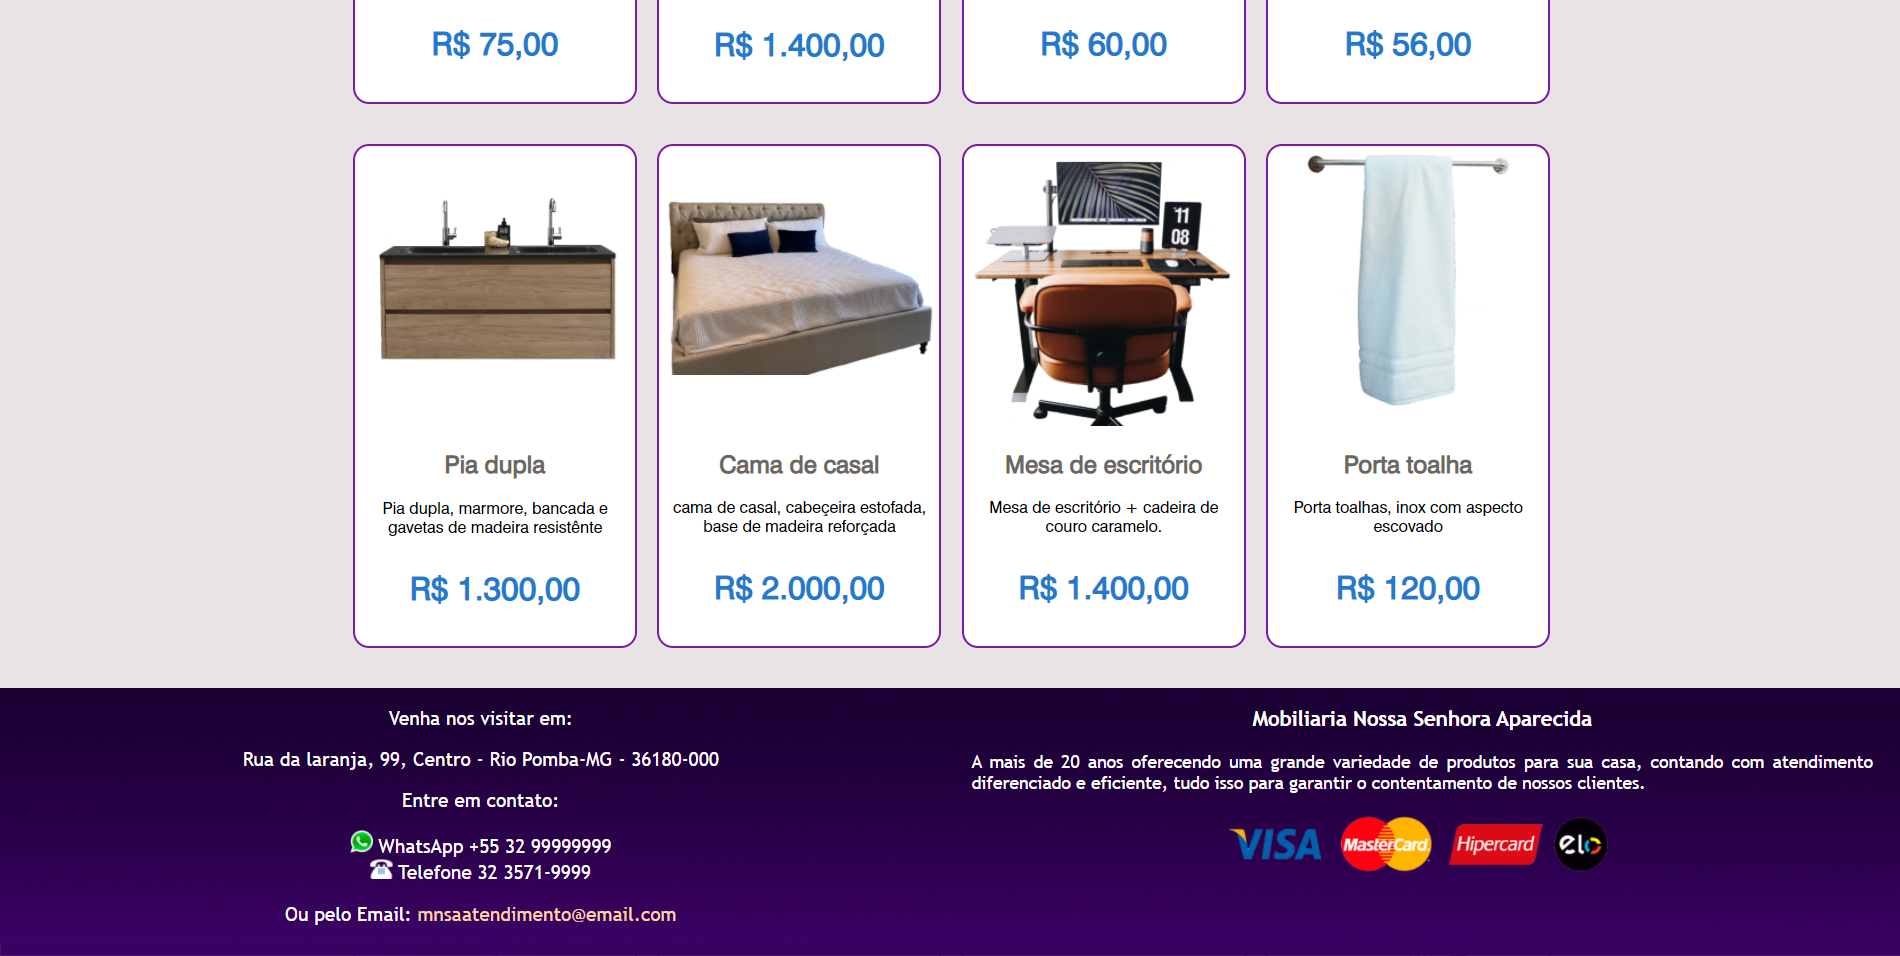 R$ 75,00
R$ 1.400,00
R$ 60,00
R$ 56,00
11
08
Pia dupla
Pia dupla, marmore, bancada e
gavetas de madeira resistênte
R$ 1.300,00
Cama de casal
cama de casal, cabeçeira estofada,
base de madeira reforçada
R$ 2.000,00
Mesa de escritório
Mesa de escritório + cadeira de
couro caramelo.
R$ 1.400,00
Porta toalha
Porta toalhas, inox com aspecto
escovado
R$ 120,00
Venha nos visitar em:
Rua da laranja, 99, Centro - Rio Pomba-MG - 36180-000
Entre em contato:
WhatsApp +55 32 99999999
Telefone 32 3571-9999
Ou pelo Email: mnsaatendimento@email.com
Mobiliaria Nossa Senhora Aparecida
A mais de 20 anos oferecendo uma grande variedade de produtos para sua casa, contando com atendimento
diferenciado e eficiente, tudo isso para garantir o contentamento de nossos clientes.
VISA MasterCard Hipercard elo